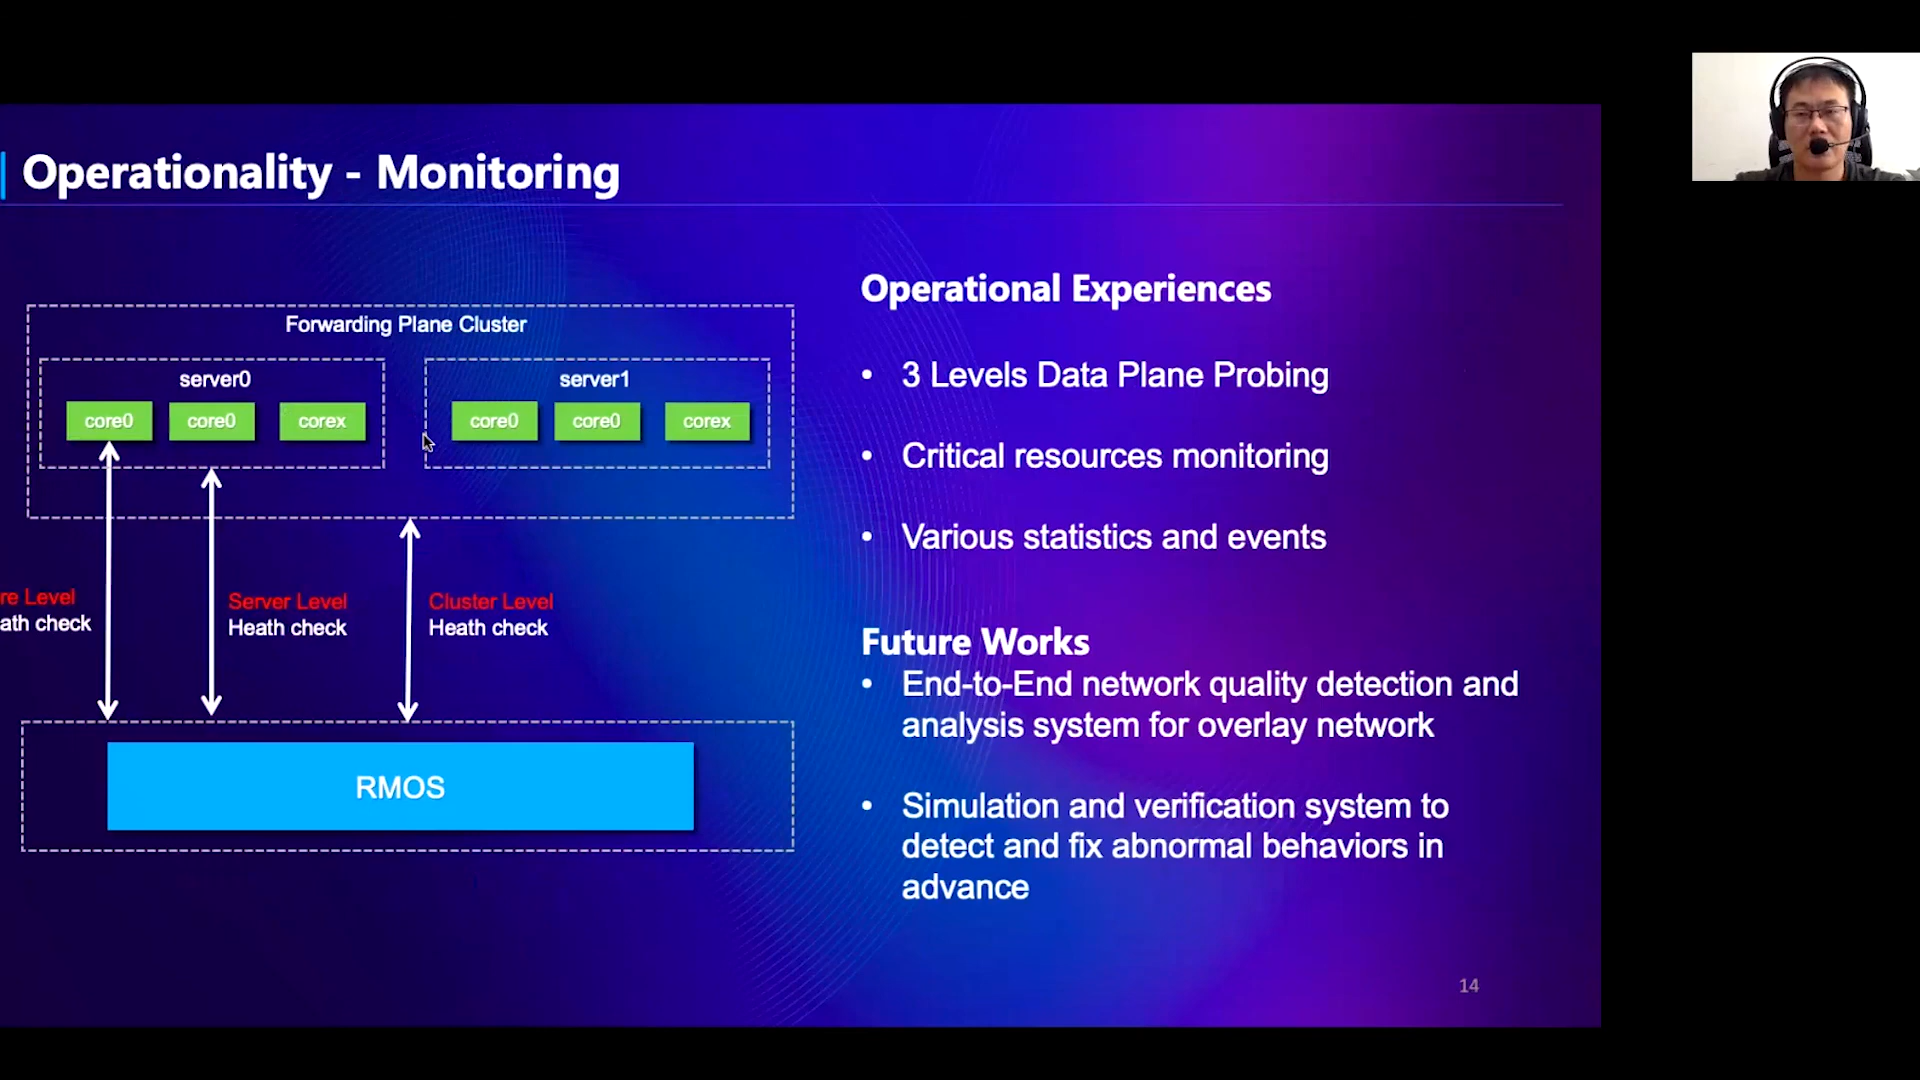 Operationality - Monitoring
Forwarding Plane Cluster
server0
server1
core0
core0
corex
core0
core0
corex
re Level
ath check
Server Level
Heath check
Cluster Level
Heath check
RMOS
Operational Experiences
• 3 Levels Data Plane Probing
• Critical resources monitoring
• Various statistics and events
Future Works
• End-to-End network quality detection and
analysis system for overlay network
• Simulation and verification system to
detect and fix abnormal behaviors in
advance
14